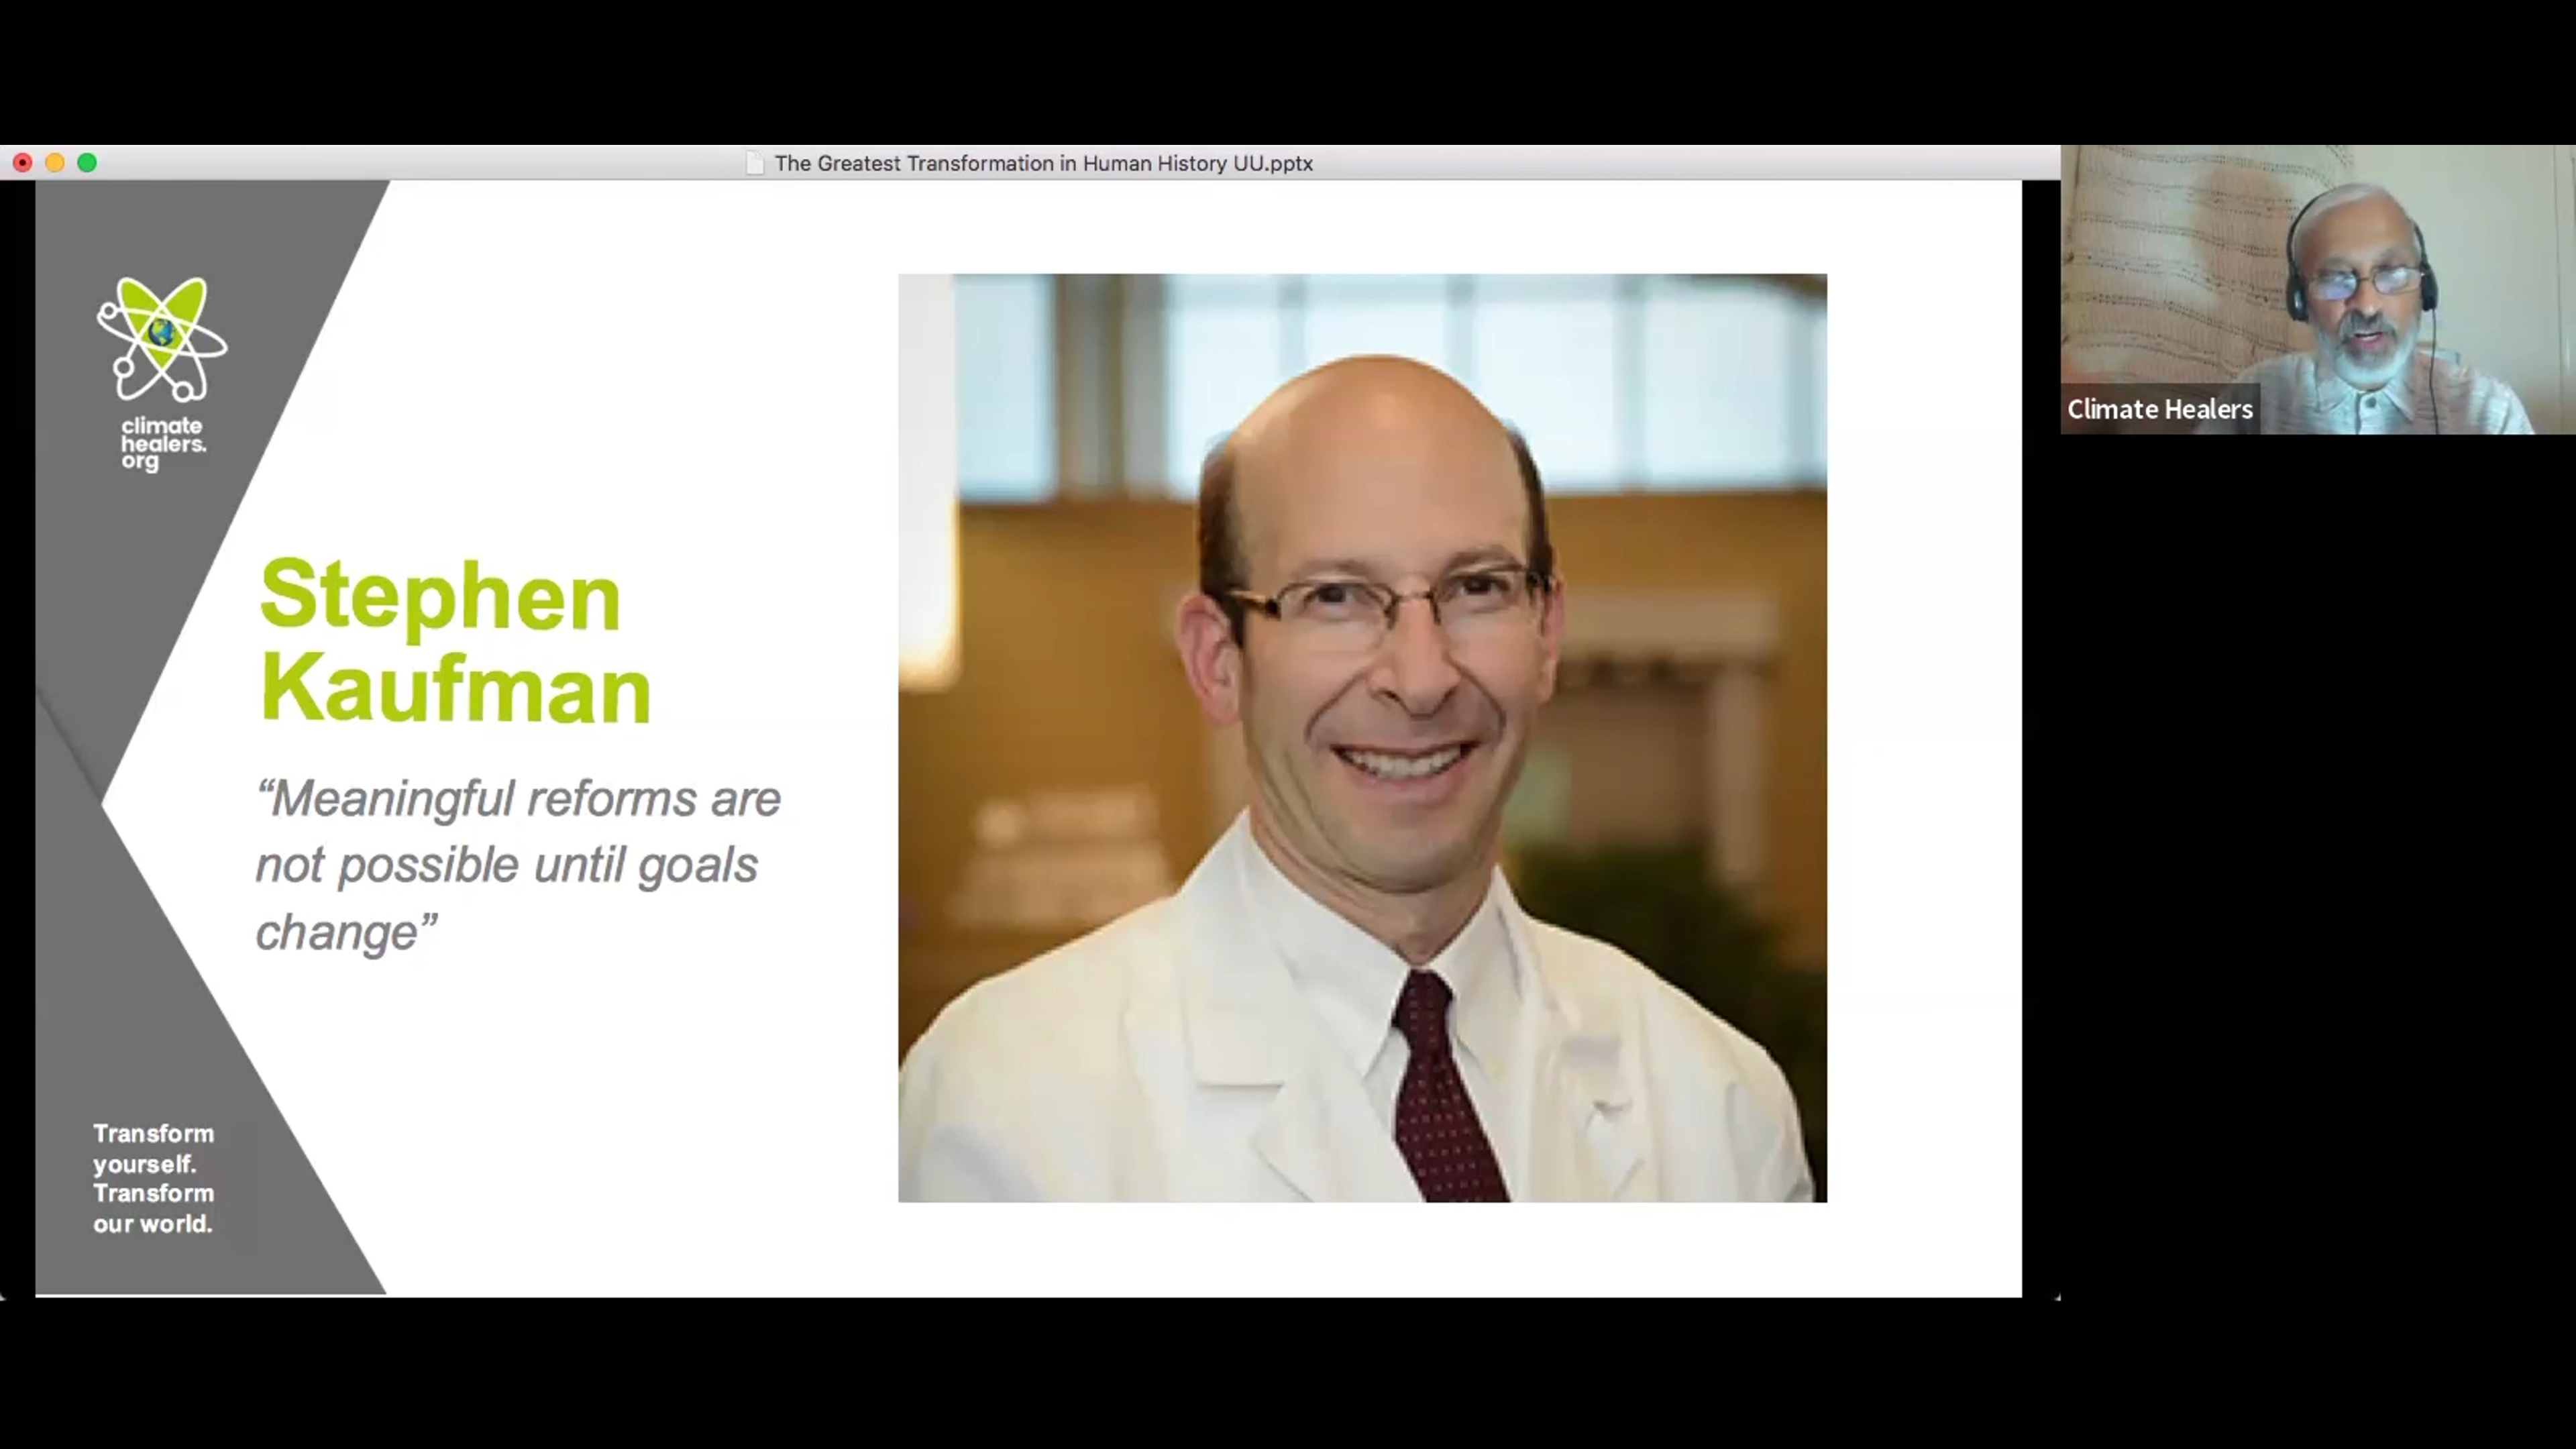 The Greatest Transformation in Human History UU.pptx
climate
healers.
org
Stephen
Kaufman
“Meaningful reforms are
not possible until goals
change”
Transform
yourself.
Transform
our world.
Climate Healers